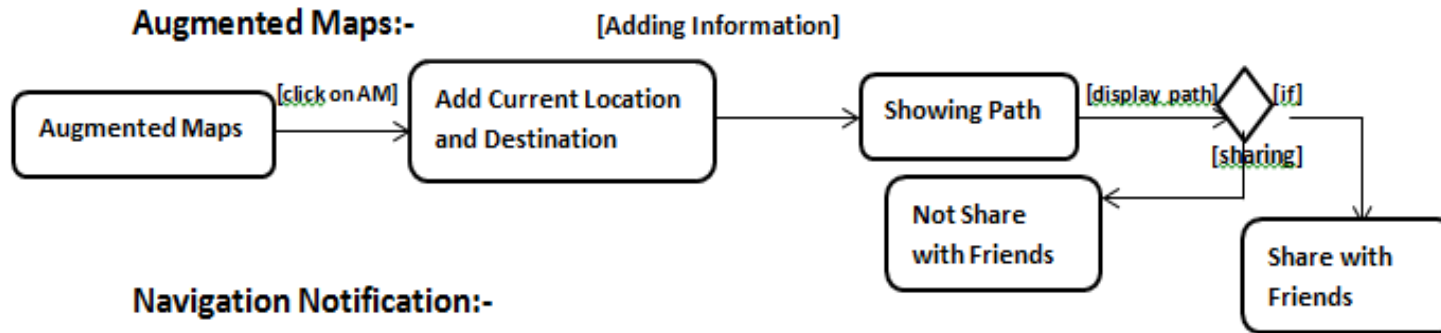 Augmented Maps:-
[Adding Information]
Augmented Maps
[click on AM]
Add Current Location
and Destination
Showing Path
[display path]
[if]
[sharing]
Not Share
with Friends
Share with
Friends
Navigation Notification:-